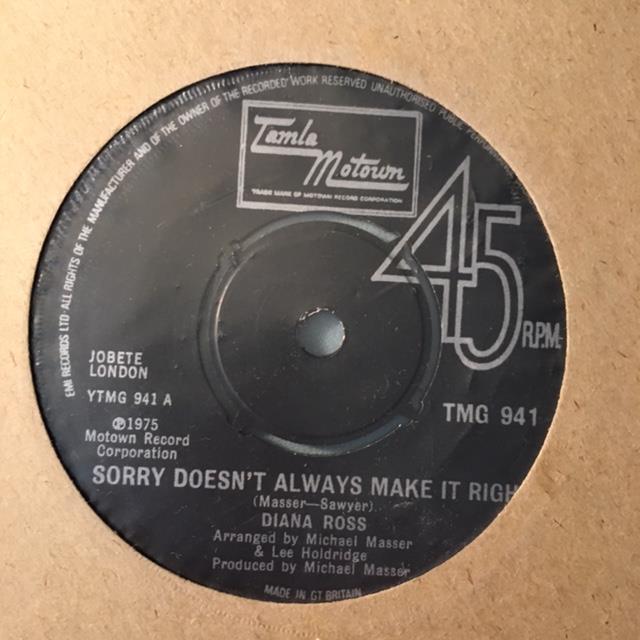 EMI RECORDS LTD ALL RIGHTS OF THE MANUFACTURER AND OF THE OWNER OF THE RECORDED WORK RESERVED UNAUTHORISED PUBLIC
Tamla
Motown
TRADE MARK OF MOTOWN RECORD CORPORATION
45
R.P.M.
JOBETE
LONDON
YTMG 941 A
℗1975
Motown Record
Corporation
TMG 941
SORRY DOESN'T ALWAYS MAKE IT RIGH
(Masser—Sawyer)
DIANA ROSS
Arranged by Michael Masser
& Lee Holdridge
Produced by Michael Masser
MADE IN GT BRITAIN